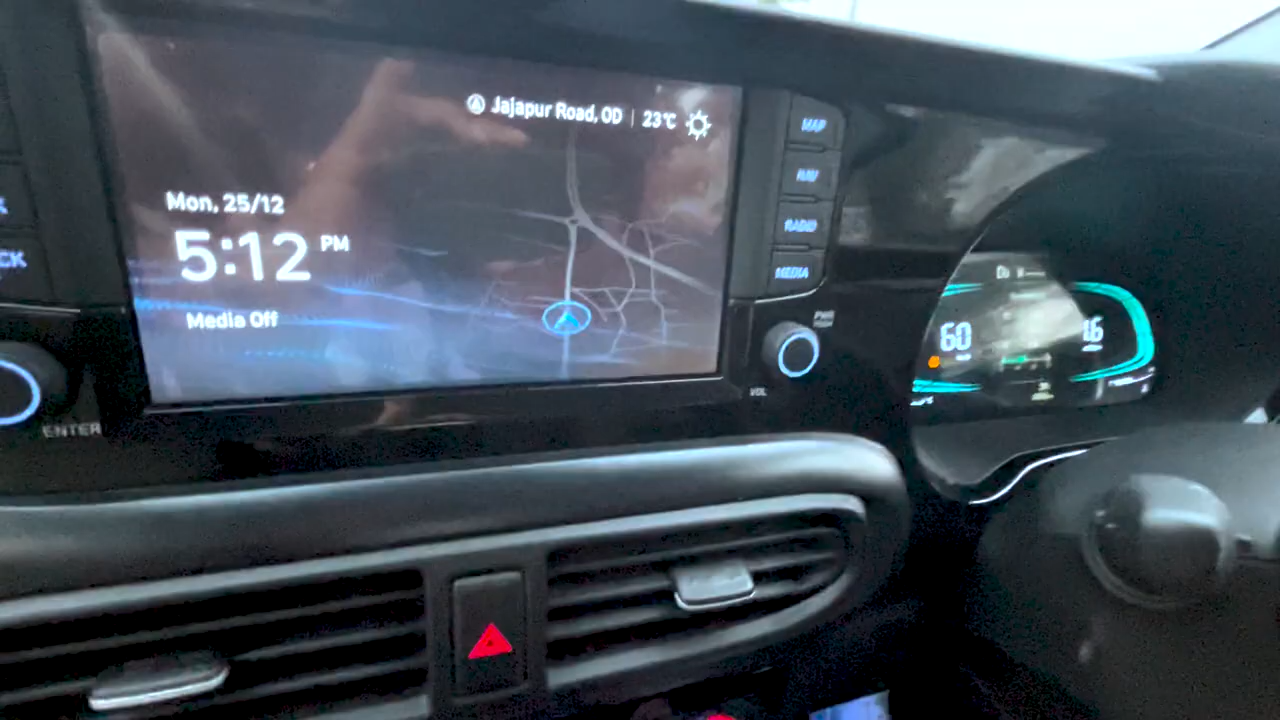 Jajapur Road, OD | 23℃
Mon, 25/12
5:12 PM
Media Off
MAP
NAV
RADIO
MEDIA
VOL
CK
ENTER
60